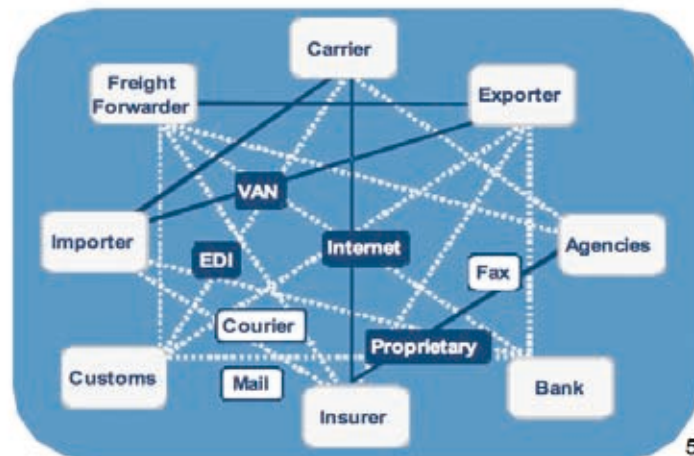 Carrier
Freight
Forwarder
Exporter
VAN
Importer
EDI
Internet
Agencies
Fax
Courier
Proprietary
Customs
Mail
Insurer
Bank
5